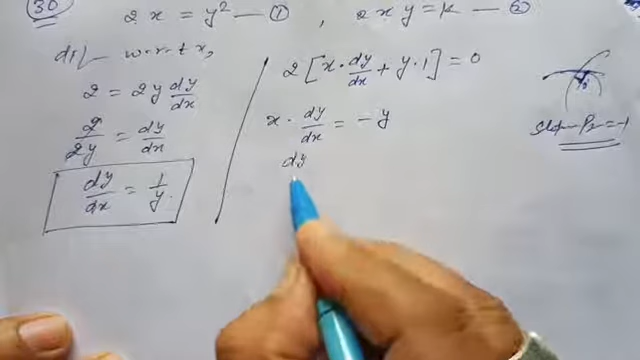 30 2x = y² — ① , 2xy = k — ②
diff w.r.t x,
2 = 2y dy/dx
2/2y = dy/dx
dy/dx = 1/y.
2[x · dy/dx + y · 1] = 0
x · dy/dx = - y
dy
= -1